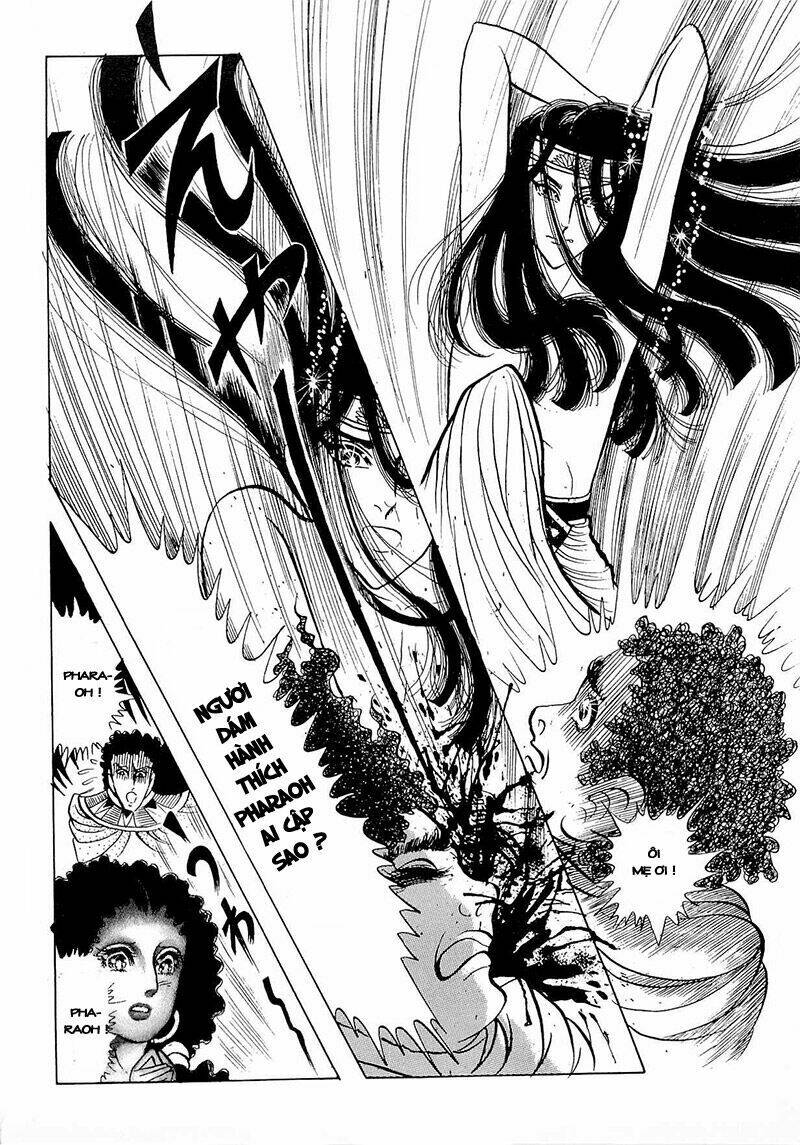 ÔI
MẸ ƠI !
NGƯƠI
DÁM
HÀNH
THÍCH
PHARAOH
AI CẬP
SAO ?
PHARA-
OH !
PHA-
RAOH